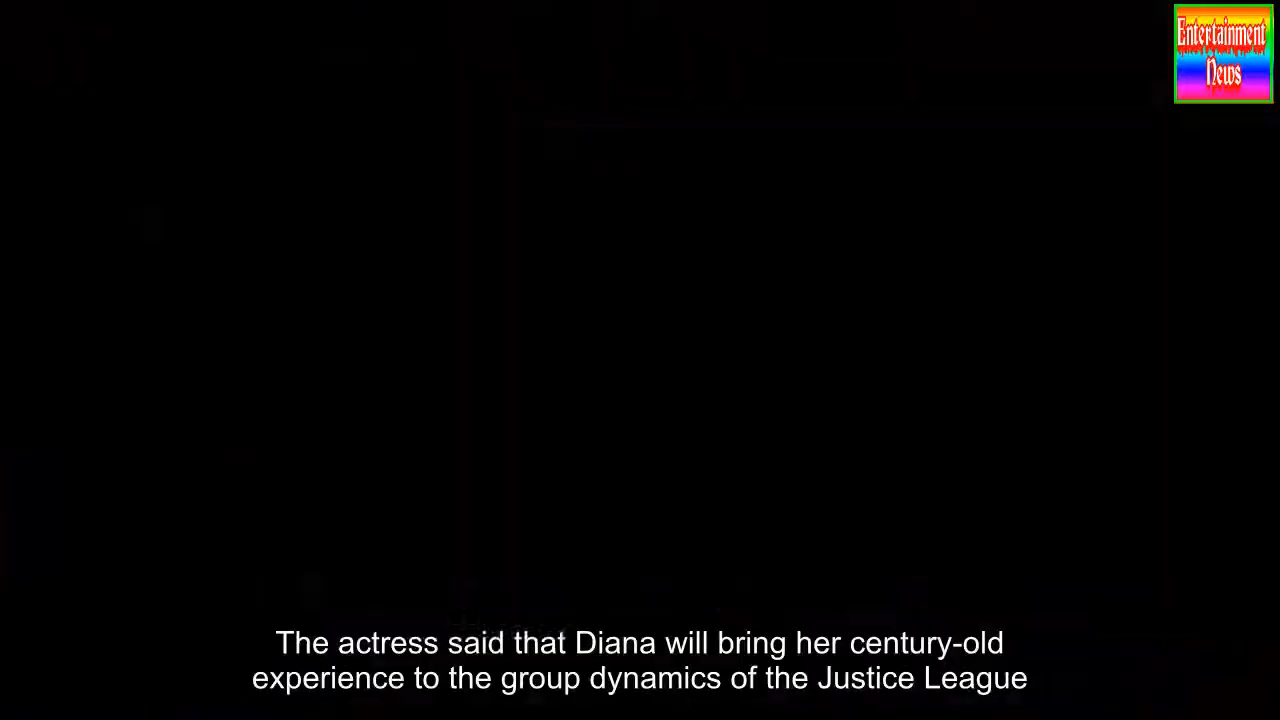 Entertainment
News
The actress said that Diana will bring her century-old
experience to the group dynamics of the Justice League